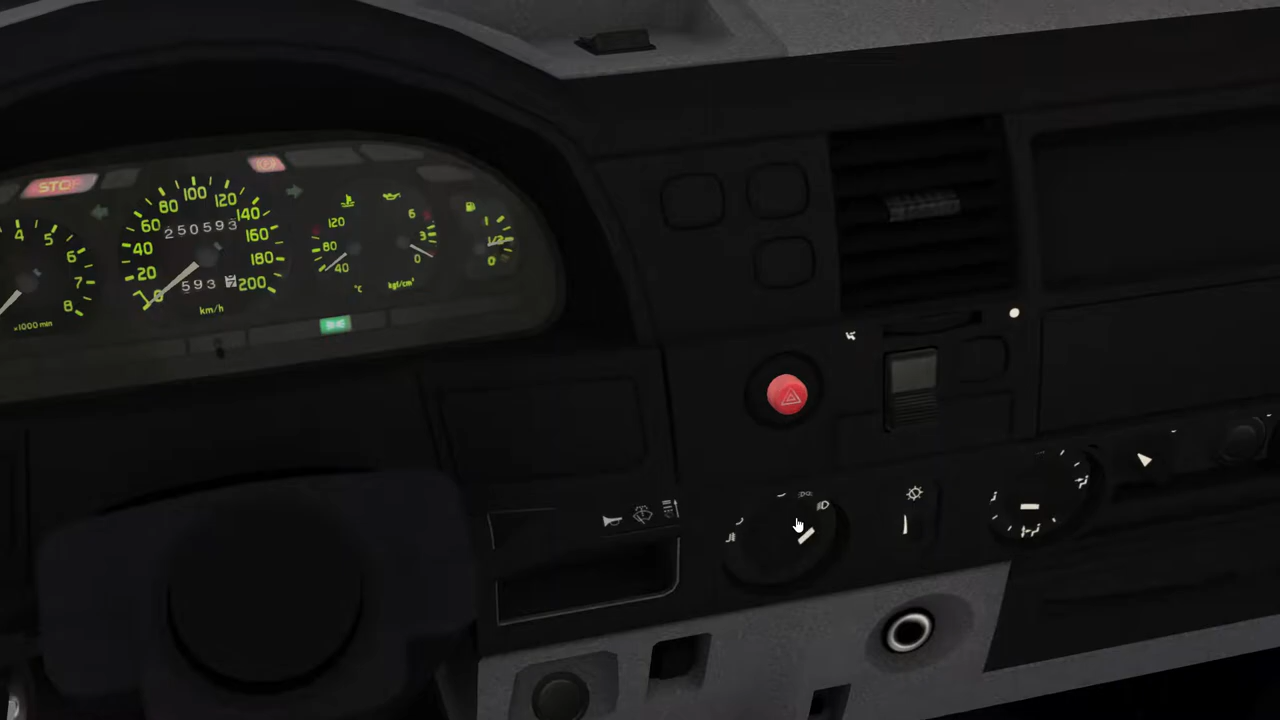 STOP
4 5 6 7 8
x1000 min
0 20 40 60 80 100 120 140 160 180 200
250593
593
km/h
120 80 40
°C
6 3 0
kgf/cm²
1 1/2 0